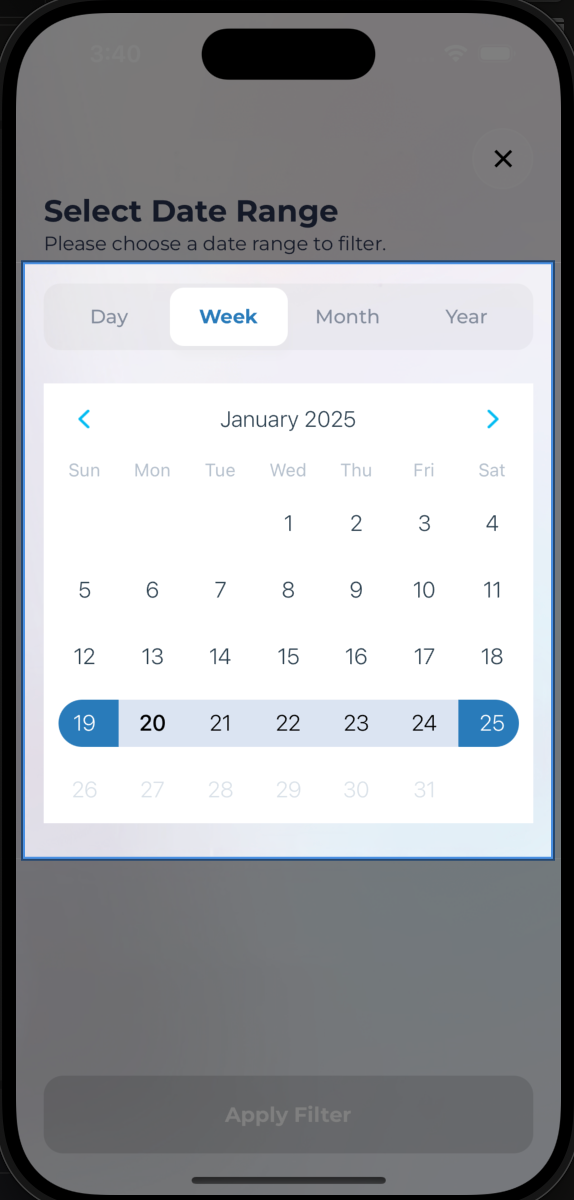 3:40
Select Date Range
Please choose a date range to filter.
Day Week Month Year
January 2025
Sun Mon Tue Wed Thu Fri Sat
1 2 3 4
5 6 7 8 9 10 11
12 13 14 15 16 17 18
19 20 21 22 23 24 25
26 27 28 29 30 31
Apply Filter